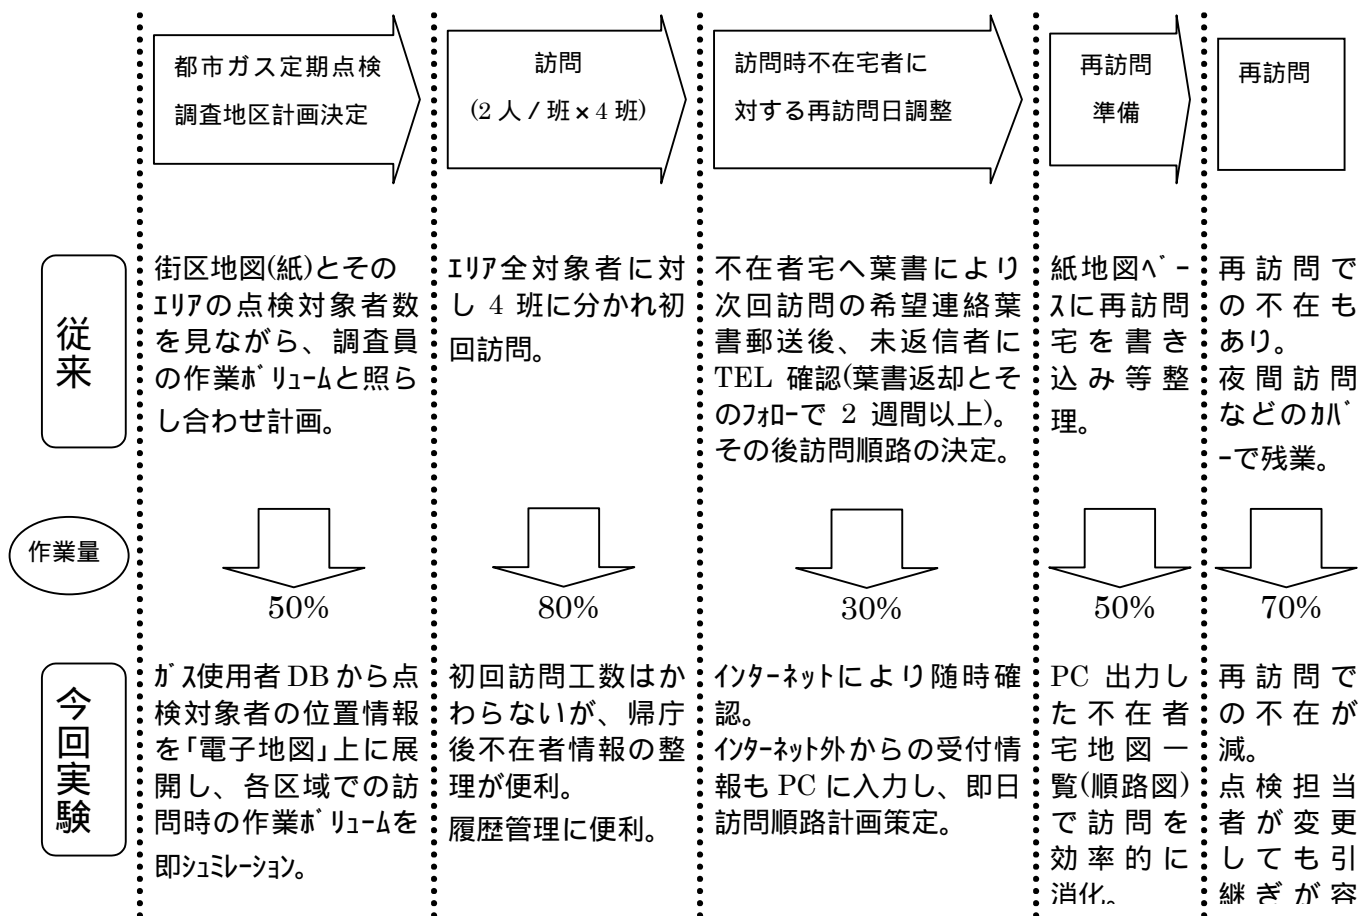 都市ガス定期点検
調査地区計画決定
訪問
(2 人/班×4 班)
訪問時不在宅者に
対する再訪問日調整
再訪問
準備
再訪問
従来
街区地図(紙)とその
ｴﾘｱの点検対象者数
を見ながら、調査員
の作業ﾎﾞﾘｭｰﾑと照ら
し合わせ計画。
ｴﾘｱ全対象者に対
し 4 班に分かれ初
回訪問。
不在者宅へ葉書により
次回訪問の希望連絡葉
書郵送後、未返信者に
TEL 確認(葉書返却とそ
のﾌｫﾛｰで 2 週間以上)。
その後訪問順路の決定。
紙地図ﾍﾞｰ
ｽに再訪問
宅を書き
込み等整
理。
再訪問で
の不在も
あり。
夜間訪問
などのｶﾊﾞ
ｰで残業。
作業量
50%
80%
30%
50%
70%
今回実験
ｶﾞｽ使用者 DB から点
検対象者の位置情報
を「電子地図」上に展
開し、各区域での訪
問時の作業ﾎﾞﾘｭｰﾑを
即ｼｭﾐﾚｰｼｮﾝ。
初回訪問工数はか
わらないが、帰庁
後不在者情報の整
理が便利。
履歴管理に便利。
ｲﾝﾀｰﾈｯﾄにより随時確
認。
ｲﾝﾀｰﾈｯﾄ外からの受付情
報も PC に入力し、即日
訪問順路計画策定。
PC 出力し
た不在者
宅地図一
覧(順路図)
で訪問を
効率的に
消化。
再訪問で
の不在が
減。
点検担当
者が変更
しても引
継ぎが容